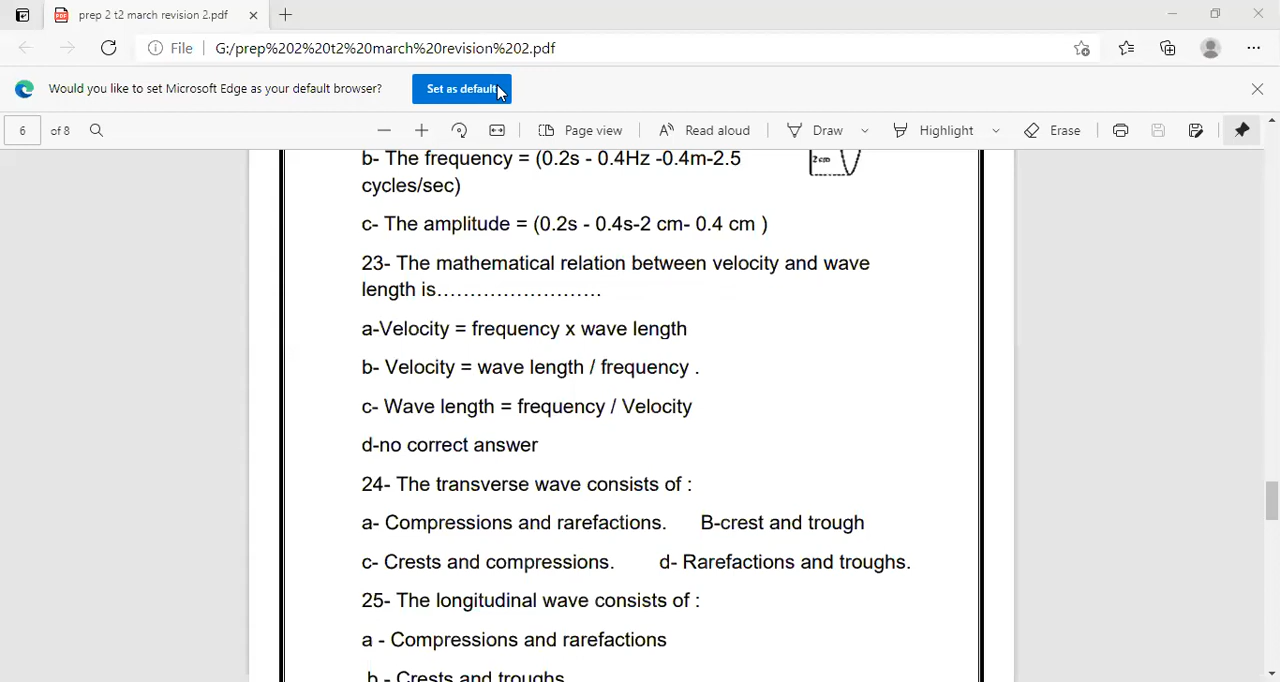 prep 2 t2 march revision 2.pdf
File
G:/prep%202%20t2%20march%20revision%202.pdf
Would you like to set Microsoft Edge as your default browser?
Set as default
6 of 8
Page view
Read aloud
Draw
Highlight
Erase
b- The frequency = (0.2s - 0.4Hz -0.4m-2.5
2cm
cycles/sec)
c- The amplitude = (0.2s - 0.4s-2 cm- 0.4 cm )
23- The mathematical relation between velocity and wave
length is.........................
a-Velocity = frequency x wave length
b- Velocity = wave length / frequency .
c- Wave length = frequency / Velocity
d-no correct answer
24- The transverse wave consists of :
a- Compressions and rarefactions. B-crest and trough
c- Crests and compressions. d- Rarefactions and troughs.
25- The longitudinal wave consists of :
a - Compressions and rarefactions
b - Crests and troughs